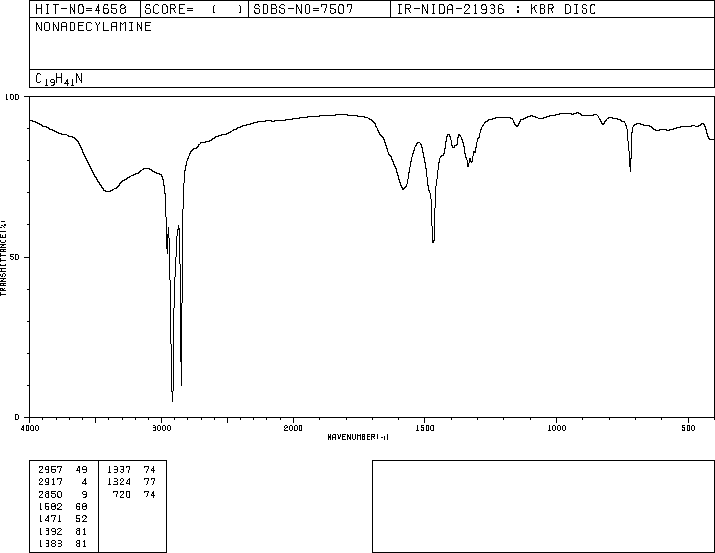 HIT-NO=4658 SCORE= ( ) SDBS-NO=7507 IR-NIDA-21936 : KBR DISC
NONADECYLAMINE
C19H41N
100
50
0
TRANSMITTANCE(%)
4000 3000 2000 1500 1000 500
WAVENUMBER(-1)
2957 49 1337 74
2917 4 1324 77
2850 9 720 74
1582 68
1471 52
1392 81
1383 81